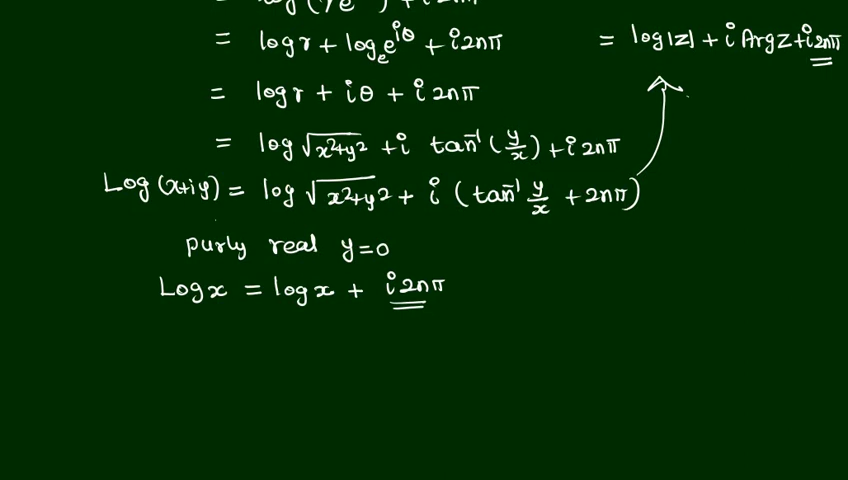 = log r + logₑe^{iθ} + i2nπ = log|z| + i Arg z + i2nπ
= log r + iθ + i2nπ
= log √x²+y² + i tan⁻¹(y/x) + i2nπ
Log(x+iy) = log √x²+y² + i (tan⁻¹ y/x + 2nπ)
purly real y=0
Log x = log x + i2nπ